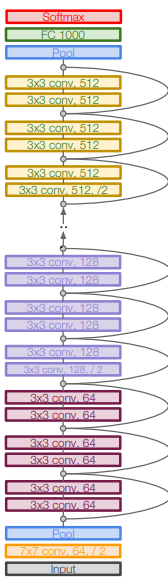 Softmax
FC 1000
Pool
3x3 conv, 512
3x3 conv, 512
3x3 conv, 512
3x3 conv, 512
3x3 conv, 512
3x3 conv, 512, /2
..
3x3 conv, 128
3x3 conv, 128
3x3 conv, 128
3x3 conv, 128
3x3 conv, 128
3x3 conv, 128, / 2
3x3 conv, 64
3x3 conv, 64
3x3 conv, 64
3x3 conv, 64
3x3 conv, 64
3x3 conv, 64
Pool
7x7 conv, 64, / 2
Input